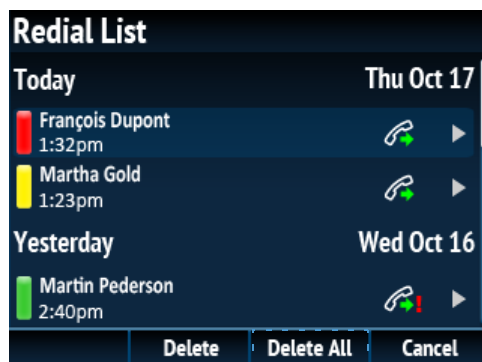 Redial List
Today Thu Oct 17
François Dupont
1:32pm
Martha Gold
1:23pm
Yesterday Wed Oct 16
Martin Pederson
2:40pm
Delete Delete All Cancel